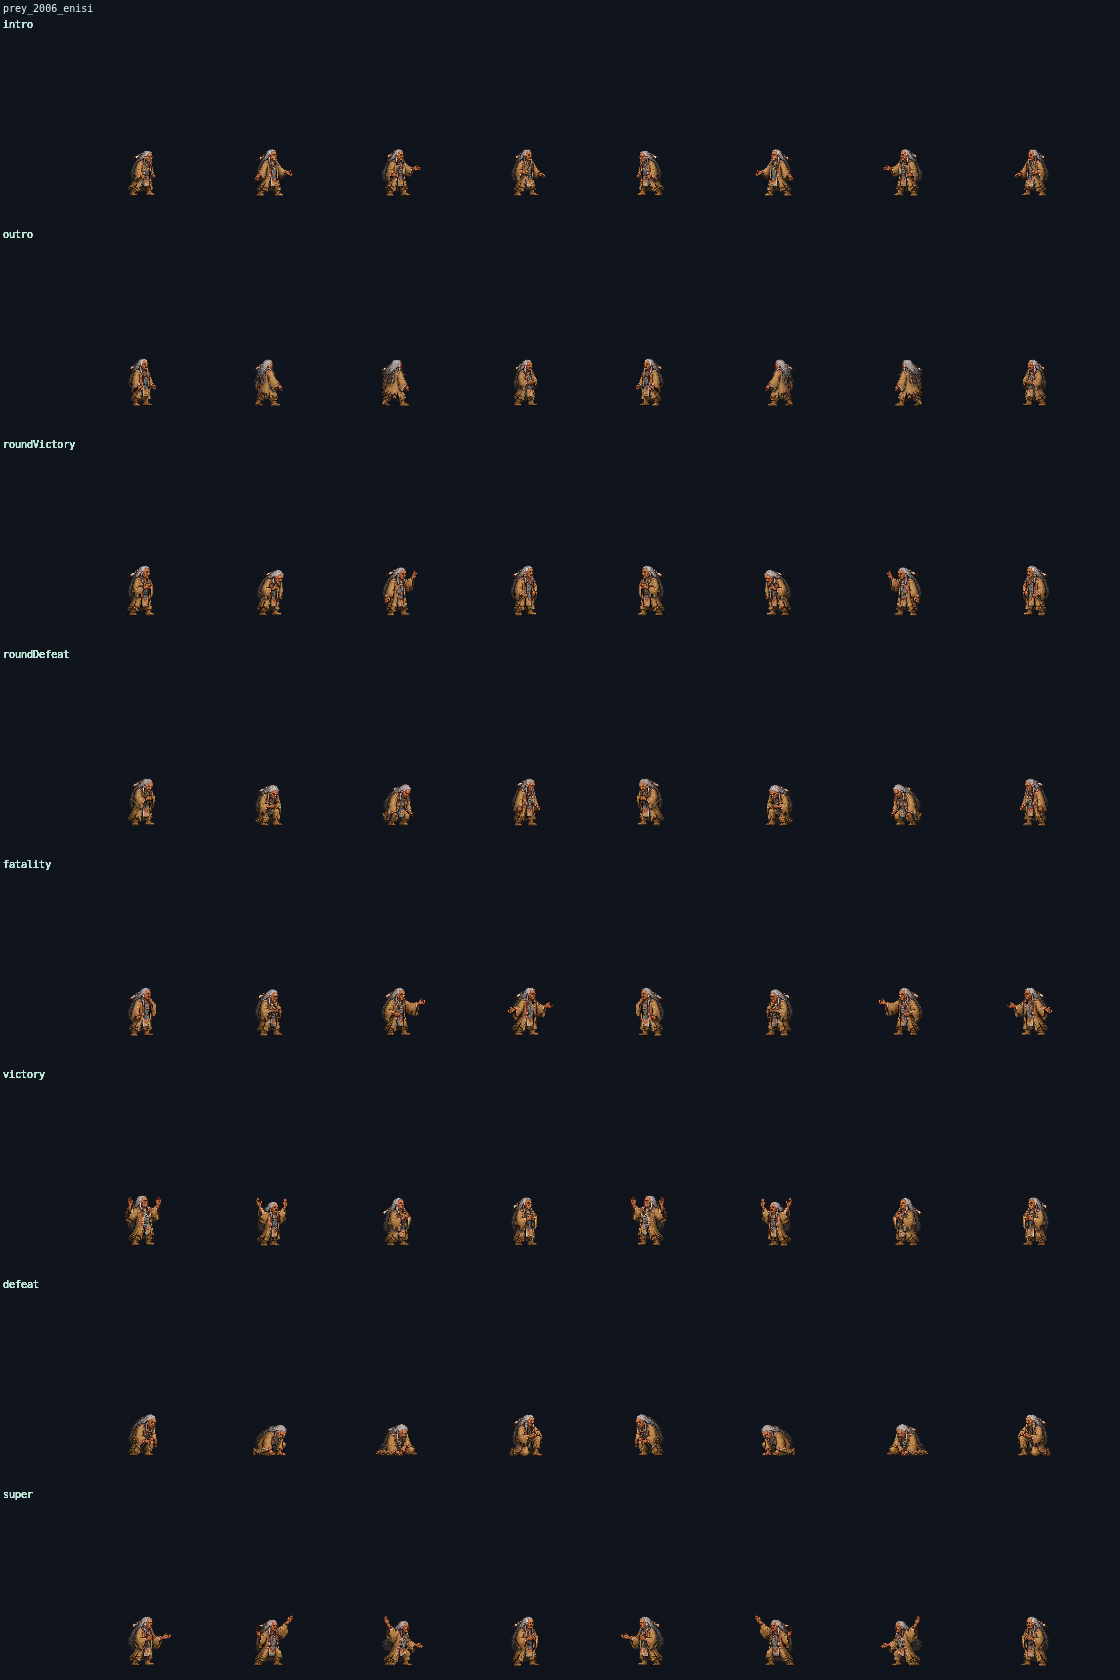 prey_2006_enisi
intro
outro
roundVictory
roundDefeat
fatality
victory
defeat
super